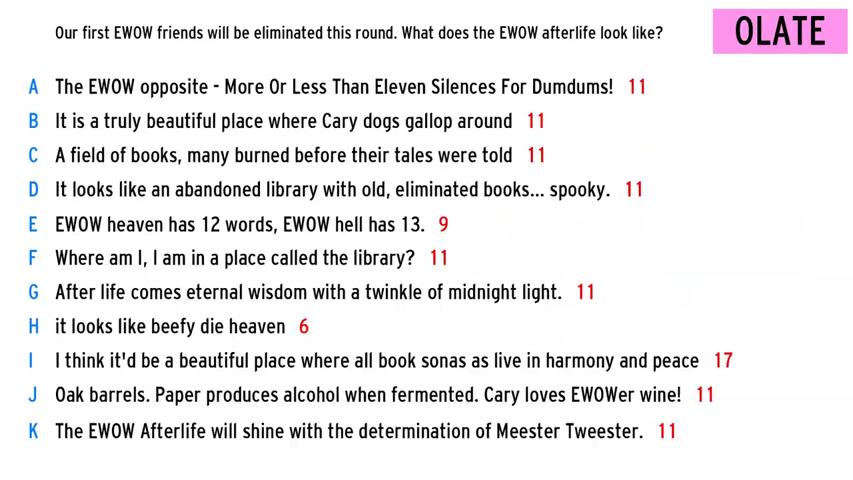 Our first EWOW friends will be eliminated this round. What does the EWOW afterlife look like?
OLATE
A The EWOW opposite - More Or Less Than Eleven Silences For Dumdums! 11
B It is a truly beautiful place where Cary dogs gallop around 11
C A field of books, many burned before their tales were told 11
D It looks like an abandoned library with old, eliminated books... spooky. 11
E EWOW heaven has 12 words, EWOW hell has 13. 9
F Where am I, I am in a place called the library? 11
G After life comes eternal wisdom with a twinkle of midnight light. 11
H it looks like beefy die heaven 6
I I think it'd be a beautiful place where all book sonas as live in harmony and peace 17
J Oak barrels. Paper produces alcohol when fermented. Cary loves EWOWer wine! 11
K The EWOW Afterlife will shine with the determination of Meester Tweester. 11